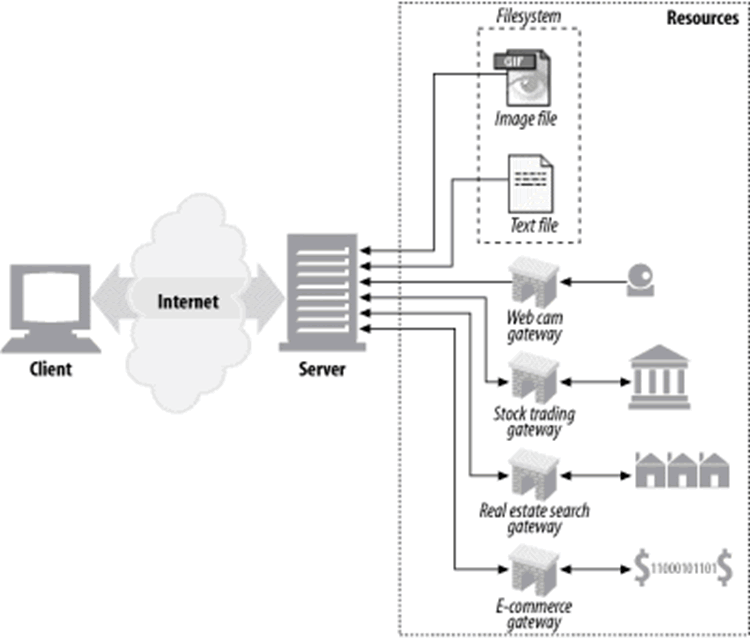 Filesystem
Resources
GIF
Image file
Text file
Internet
Client
Server
Web cam
gateway
Stock trading
gateway
Real estate search
gateway
E-commerce
gateway
$11000101101$